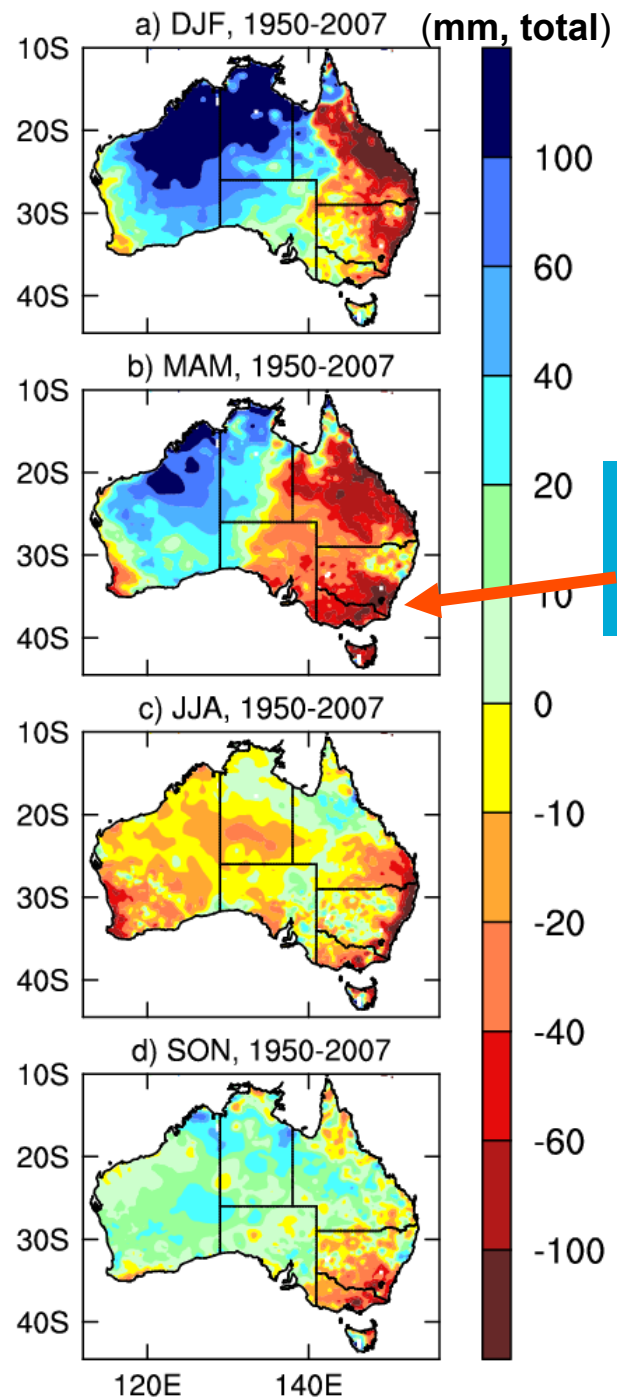 a) DJF, 1950-2007
(mm, total)
10S
20S
30S
40S
b) MAM, 1950-2007
10S
20S
30S
40S
c) JJA, 1950-2007
10S
20S
30S
40S
d) SON, 1950-2007
10S
20S
30S
40S
120E 140E
100
60
40
20
10
0
-10
-20
-40
-60
-100